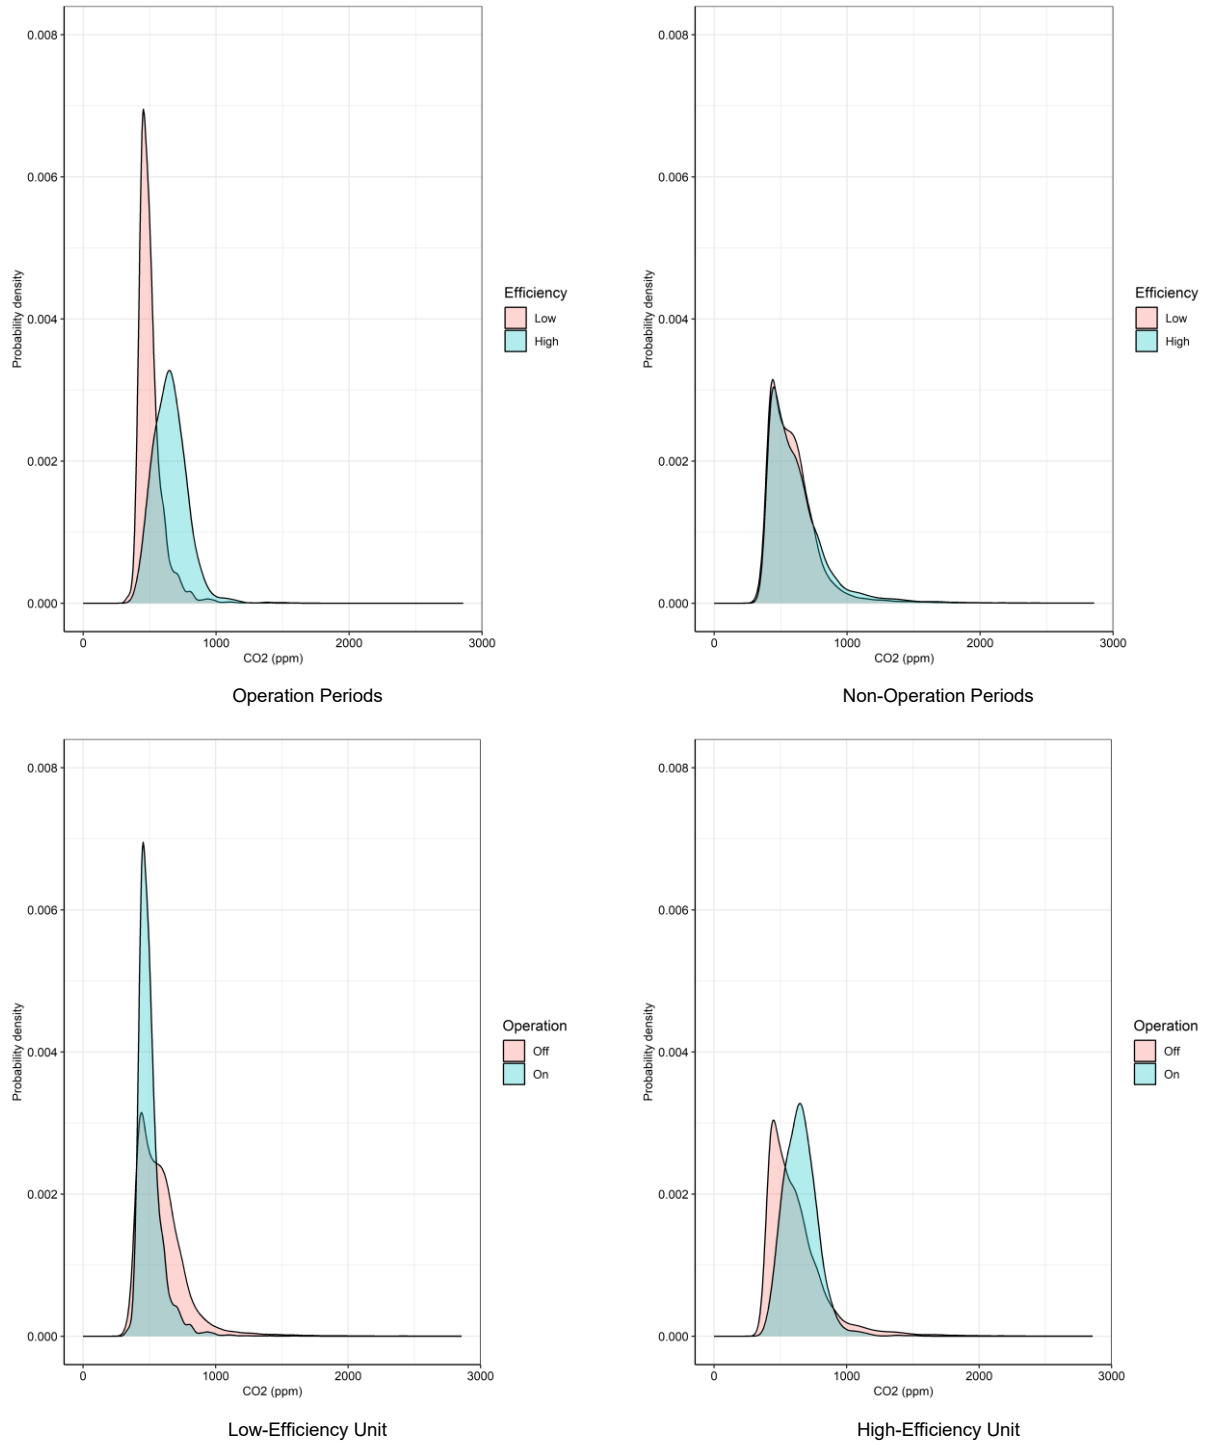 0.008
0.006
0.004
0.002
0.000
Probability density
0
1000
2000
3000
CO2 (ppm)
Efficiency
Low
High
Operation Periods
0.008
0.006
0.004
0.002
0.000
Probability density
0
1000
2000
3000
CO2 (ppm)
Efficiency
Low
High
Non-Operation Periods
0.008
0.006
0.004
0.002
0.000
Probability density
0
1000
2000
3000
CO2 (ppm)
Operation
Off
On
Low-Efficiency Unit
0.008
0.006
0.004
0.002
0.000
Probability density
0
1000
2000
3000
CO2 (ppm)
Operation
Off
On
High-Efficiency Unit